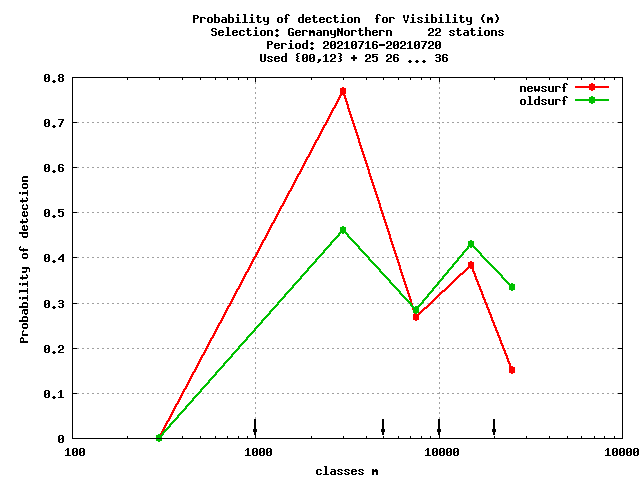 Probability of detection for Visibility (m)
Selection: GermanyNorthern 22 stations
Period: 20210716-20210720
Used {00,12} + 25 26 ... 36
newsurf
oldsurf
Probability of detection
0.8
0.7
0.6
0.5
0.4
0.3
0.2
0.1
0
100 1000 10000 10000
classes m